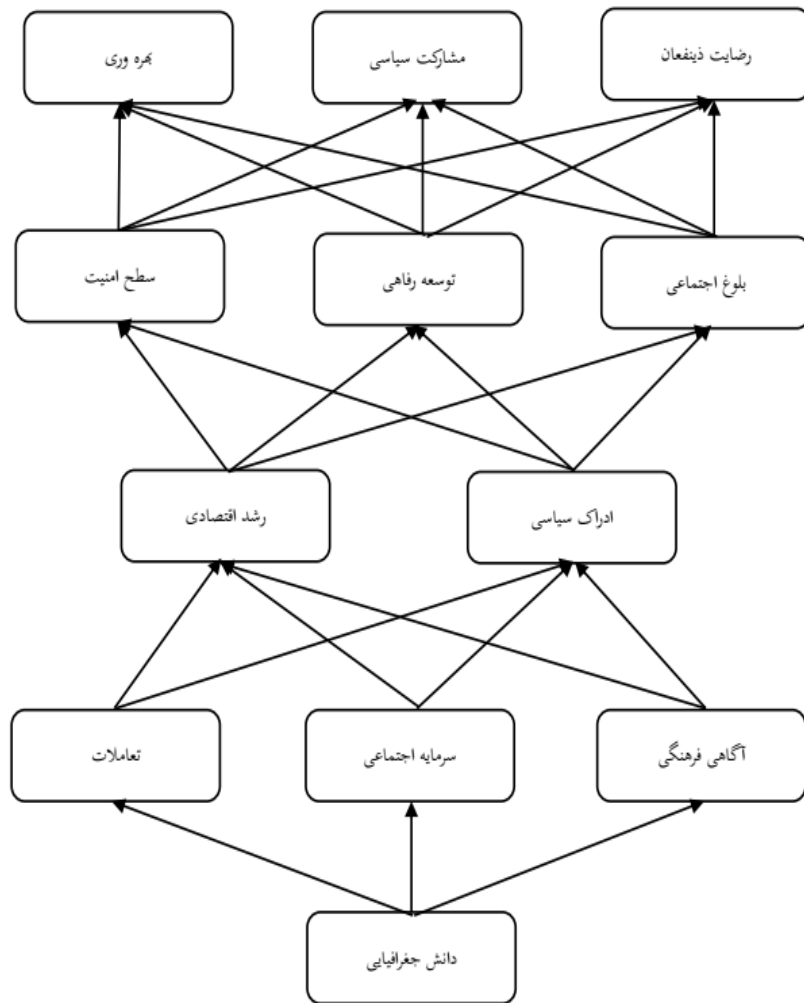 رضایت ذینفعان
مشارکت سیاسی
بهره وری
بلوغ اجتماعی
توسعه رفاهی
سطح امنیت
ادراک سیاسی
رشد اقتصادی
آگاهی فرهنگی
سرمایه اجتماعی
تعاملات
دانش جغرافیایی